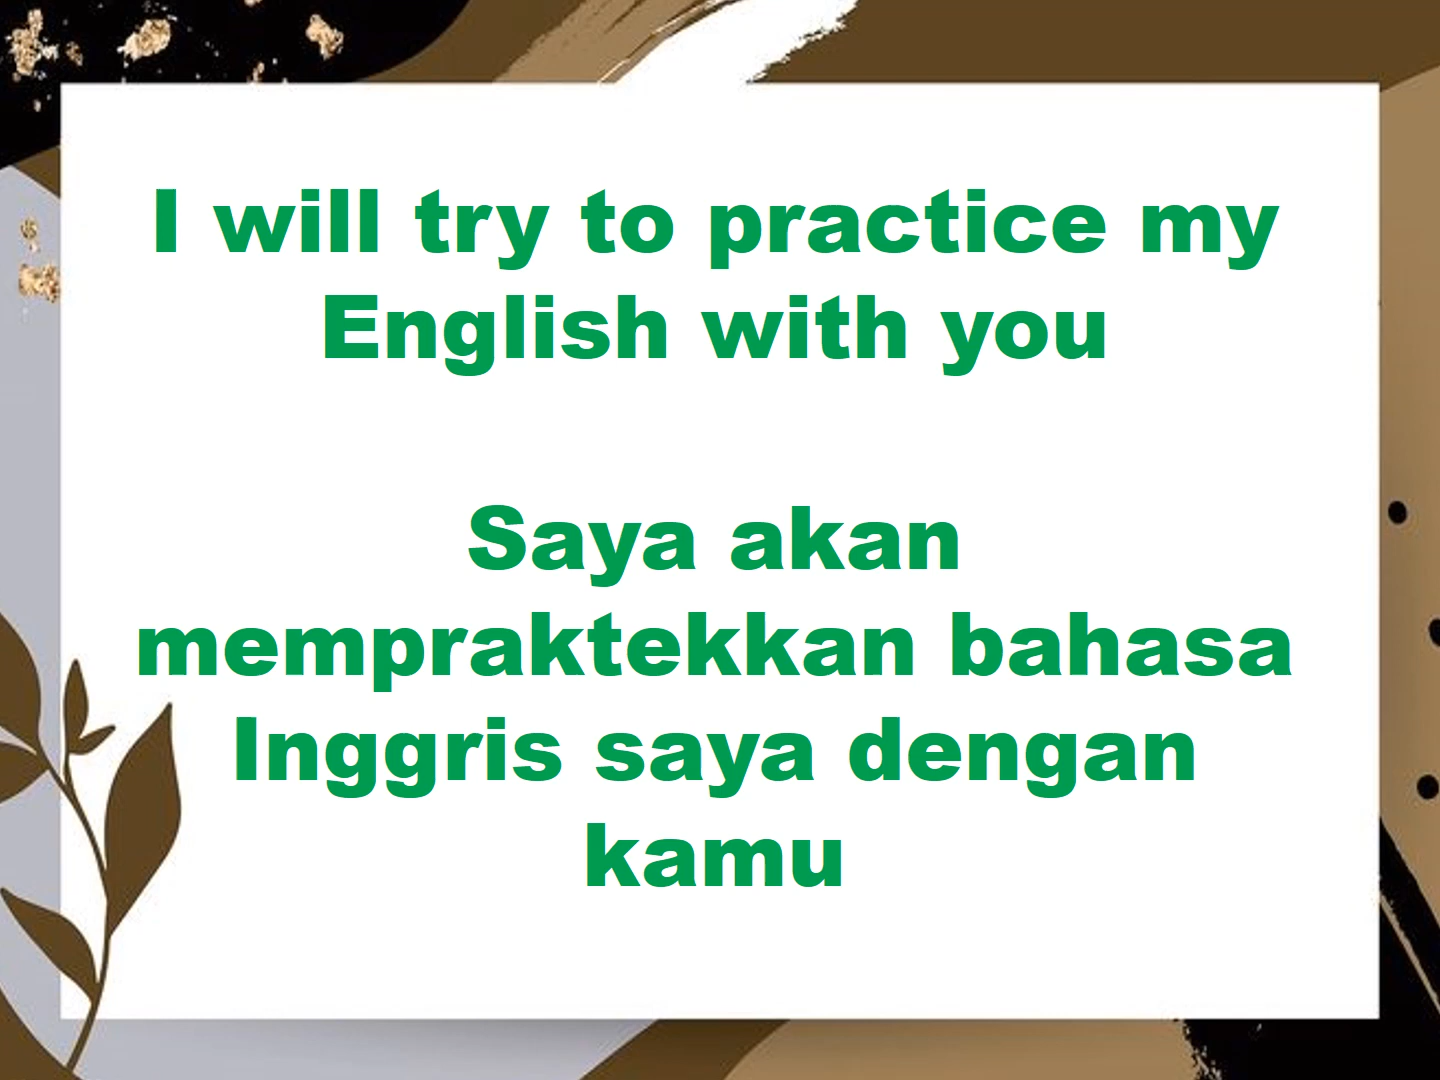 I will try to practice my
English with you
Saya akan
mempraktekkan bahasa
Inggris saya dengan
kamu